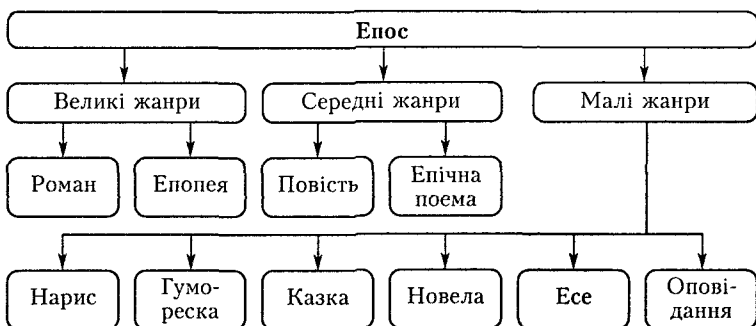 Епос
Великі жанри
Середні жанри
Малі жанри
Роман
Епопея
Повість
Епічна
поема
Нарис
Гумо-
реска
Казка
Новела
Есе
Опові-
дання